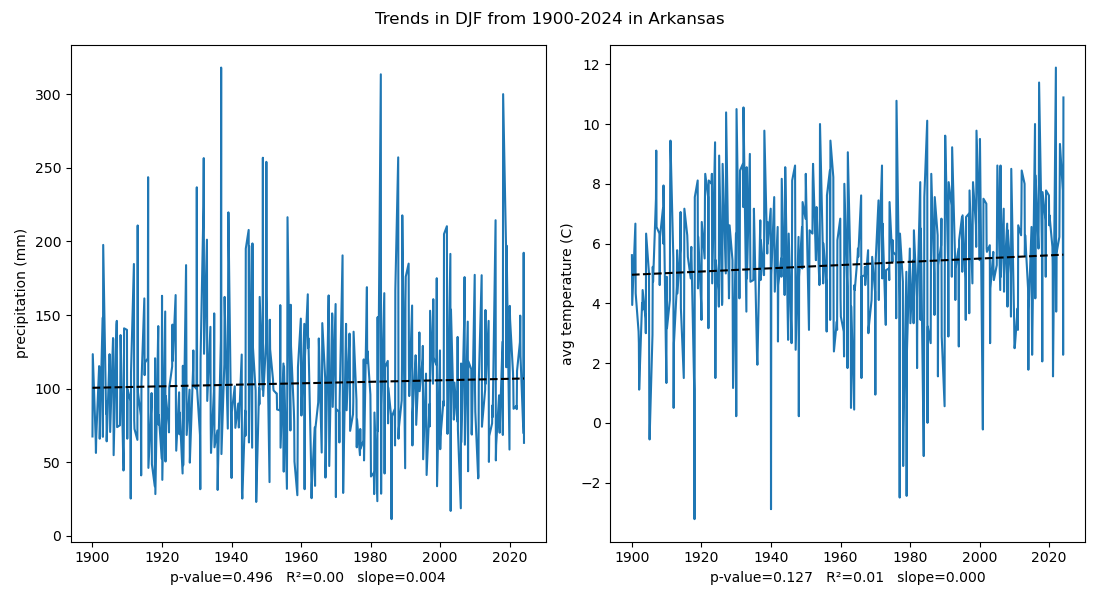 Trends in DJF from 1900-2024 in Arkansas
precipitation (mm)
300
250
200
150
100
50
0
1900 1920 1940 1960 1980 2000 2020
p-value=0.496 R²=0.00 slope=0.004
avg temperature (C)
12
10
8
6
4
2
0
−2
1900 1920 1940 1960 1980 2000 2020
p-value=0.127 R²=0.01 slope=0.000